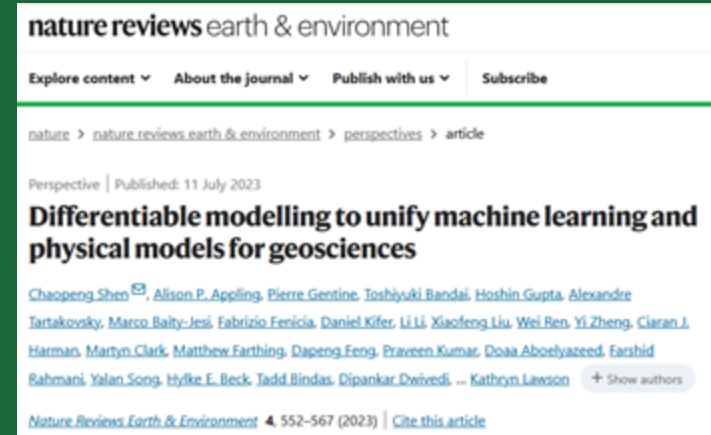 nature reviews earth & environment
Explore content About the journal Publish with us Subscribe
nature > nature reviews earth & environment > perspectives > article
Perspective | Published: 11 July 2023
Differentiable modelling to unify machine learning and
physical models for geosciences
Chaopeng Shen, Alison P. Appling, Pierre Gentine, Toshiyuki Bandai, Hoshin Gupta, Alexandre
Tartakovsky, Marco Baity-Jesi, Fabrizio Fenicia, Daniel Kifer, Li Li, Xiaofeng Liu, Wei Ren, Yi Zheng, Ciaran J.
Harman, Martyn Clark, Matthew Farthing, Dapeng Feng, Praveen Kumar, Doaa Aboelyazeed, Farshid
Rahmani, Yalan Song, Hylke E. Beck, Tadd Bindas, Dipankar Dwivedi, ... Kathryn Lawson + Show authors
Nature Reviews Earth & Environment 4, 552–567 (2023) | Cite this article